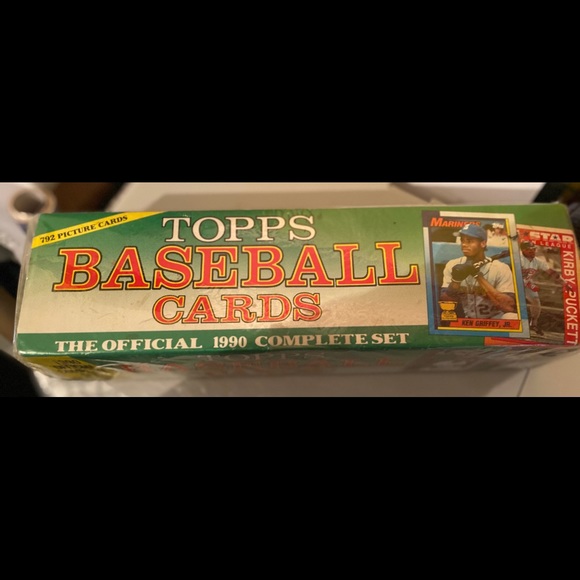 792 PICTURE CARDS
TOPPS
BASEBALL
CARDS
THE OFFICIAL 1990 COMPLETE SET
MARINERS
KEN GRIFFEY, JR.
STAR
LEAGUE
KIRBY PUCKETT